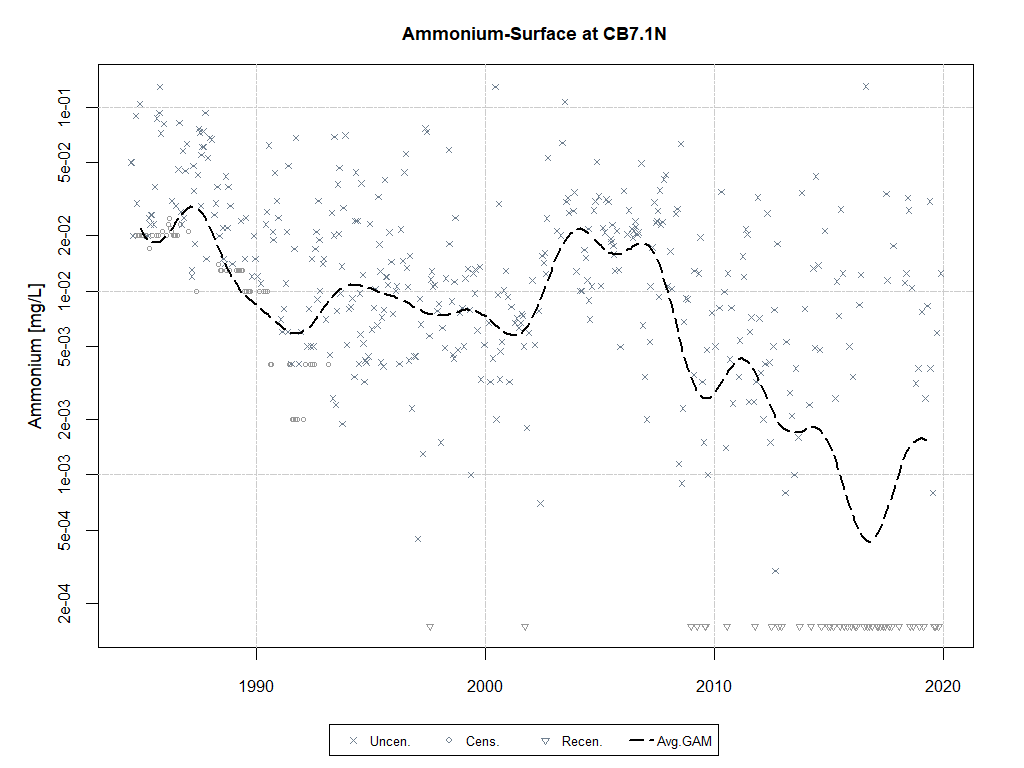 Ammonium-Surface at CB7.1N
Ammonium [mg/L]
1e-01
5e-02
2e-02
1e-02
5e-03
2e-03
1e-03
5e-04
2e-04
1990
2000
2010
2020
Uncen.
Cens.
Recen.
Avg.GAM